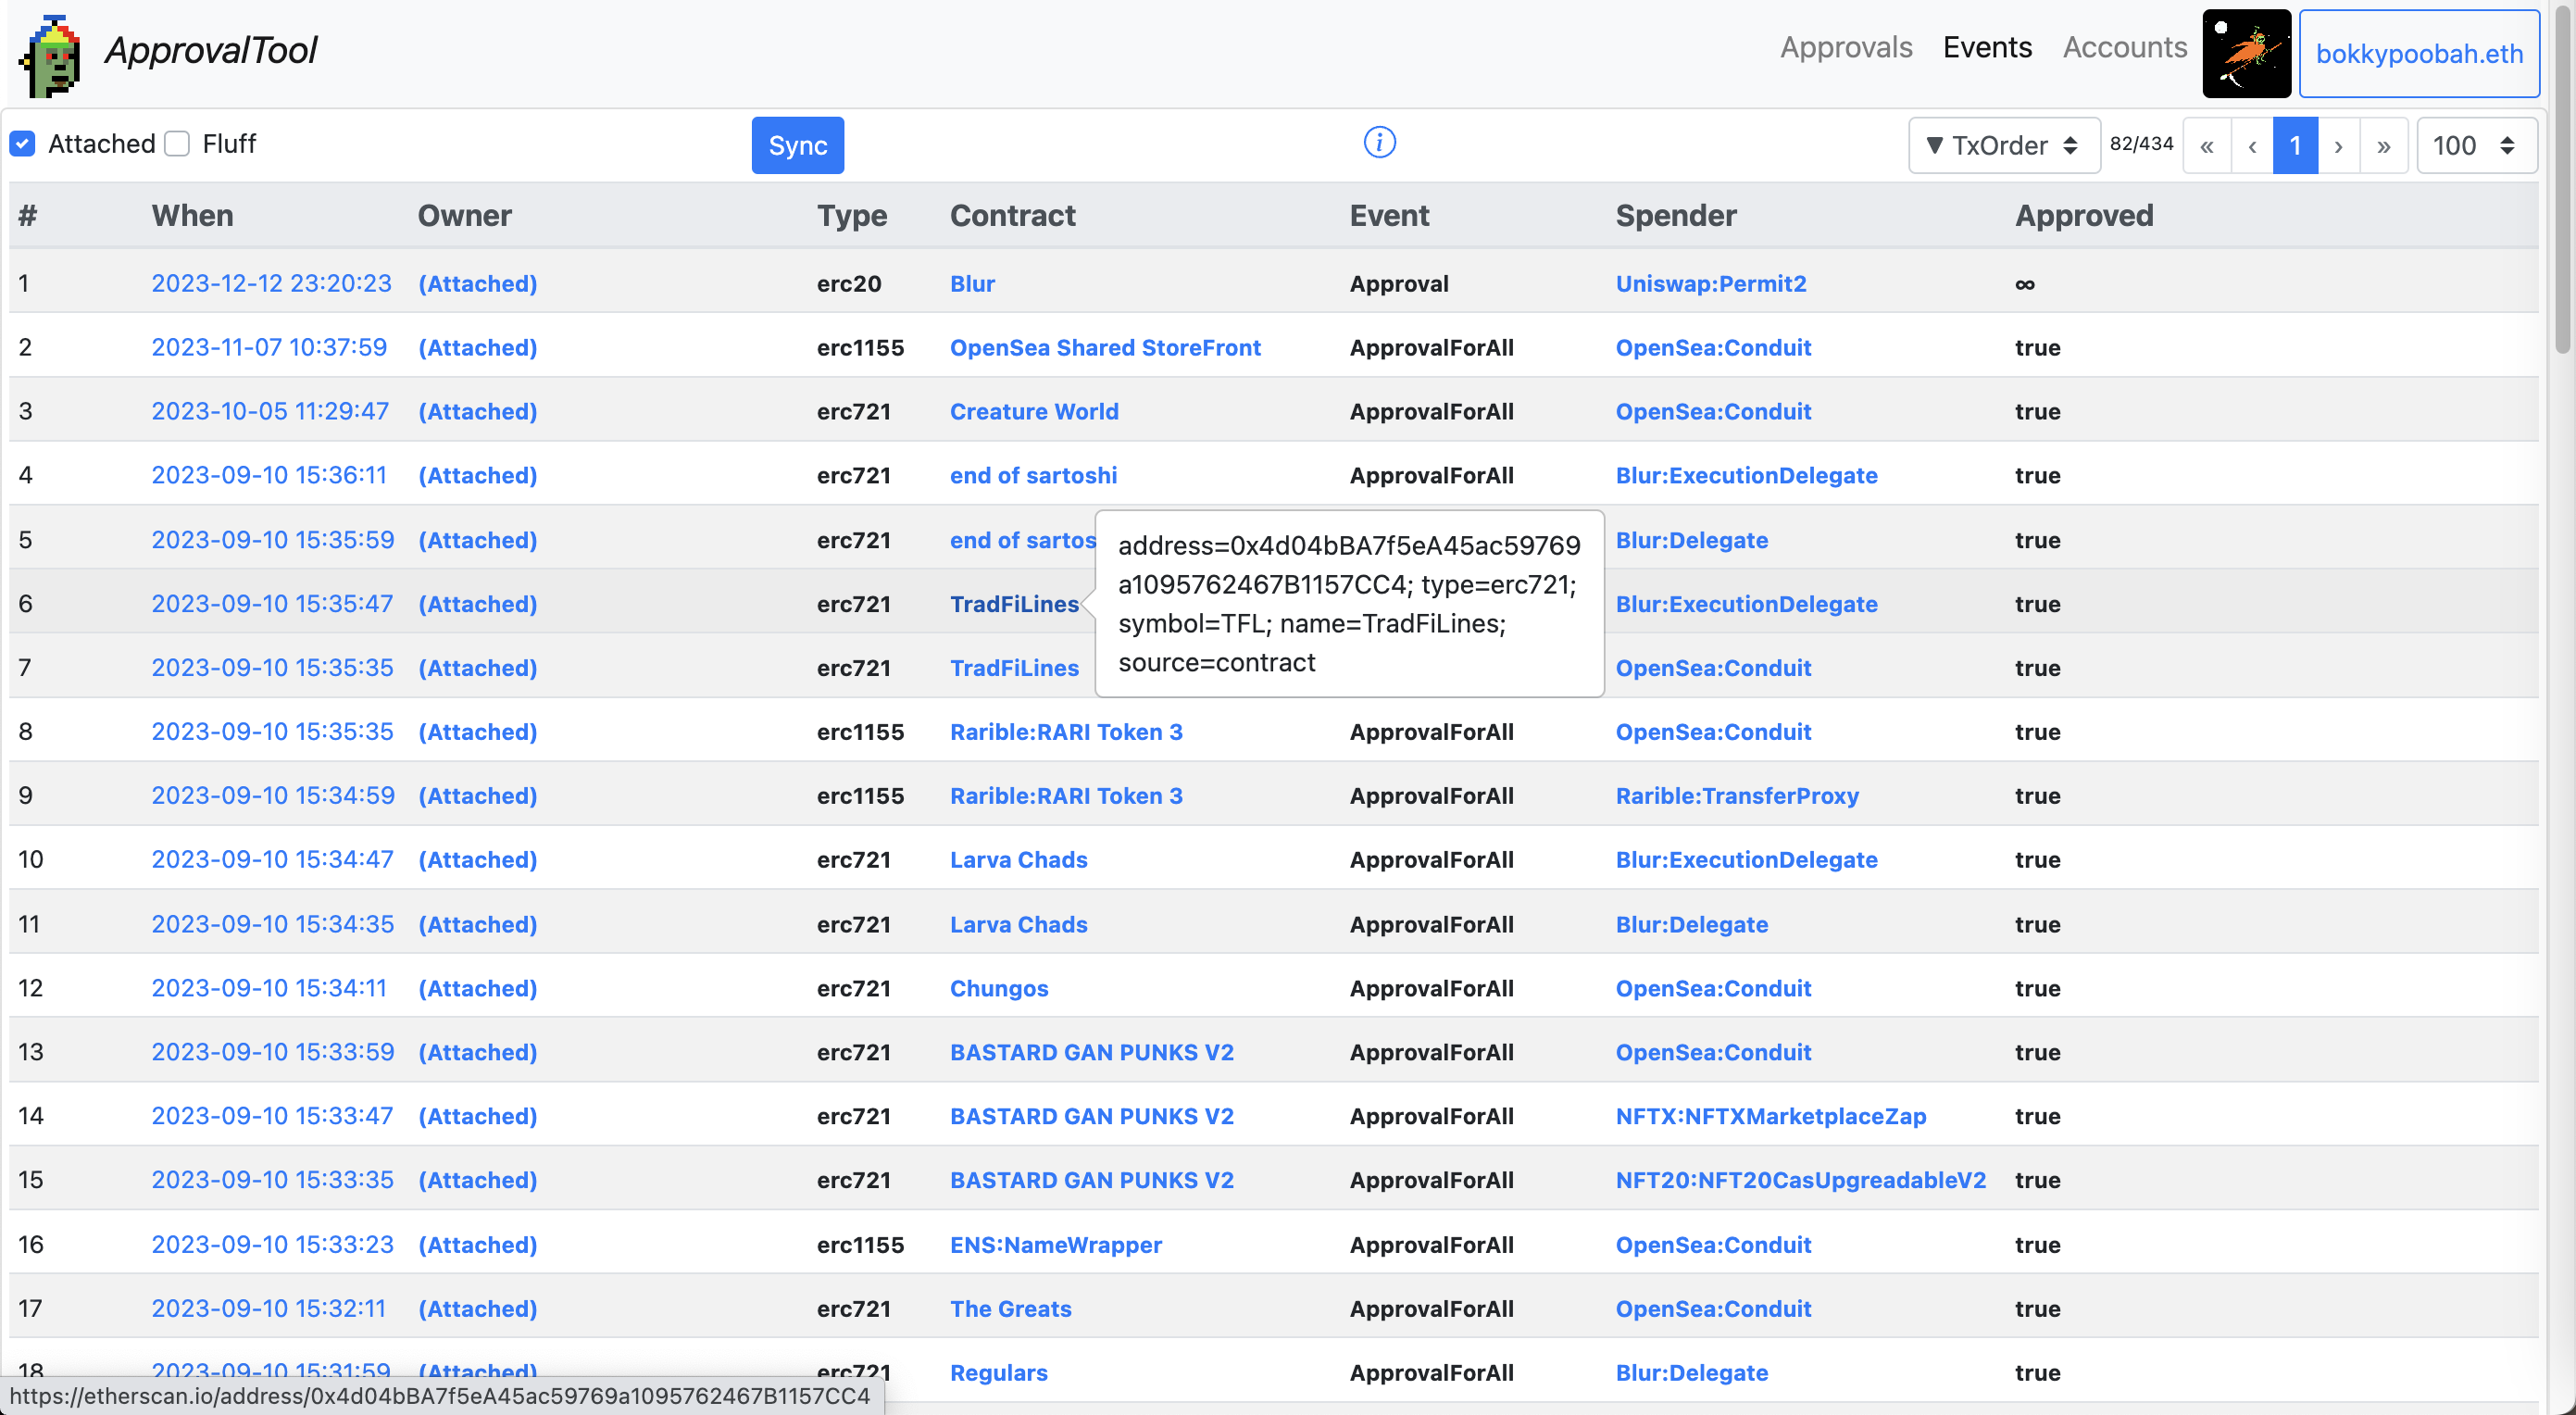 ApprovalTool Approvals Events Accounts bokkypoobah.eth
Attached Fluff Sync i ▼ TxOrder 82/434 « ‹ 1 › » 100
# When Owner Type Contract Event Spender Approved
1 2023-12-12 23:20:23 (Attached) erc20 Blur Approval Uniswap:Permit2 ∞
2 2023-11-07 10:37:59 (Attached) erc1155 OpenSea Shared StoreFront ApprovalForAll OpenSea:Conduit true
3 2023-10-05 11:29:47 (Attached) erc721 Creature World ApprovalForAll OpenSea:Conduit true
4 2023-09-10 15:36:11 (Attached) erc721 end of sartoshi ApprovalForAll Blur:ExecutionDelegate true
5 2023-09-10 15:35:59 (Attached) erc721 end of sartos Blur:Delegate true
6 2023-09-10 15:35:47 (Attached) erc721 TradFiLines Blur:ExecutionDelegate true
7 2023-09-10 15:35:35 (Attached) erc721 TradFiLines OpenSea:Conduit true
address=0x4d04bBA7f5eA45ac59769
a1095762467B1157CC4; type=erc721;
symbol=TFL; name=TradFiLines;
source=contract
8 2023-09-10 15:35:35 (Attached) erc1155 Rarible:RARI Token 3 ApprovalForAll OpenSea:Conduit true
9 2023-09-10 15:34:59 (Attached) erc1155 Rarible:RARI Token 3 ApprovalForAll Rarible:TransferProxy true
10 2023-09-10 15:34:47 (Attached) erc721 Larva Chads ApprovalForAll Blur:ExecutionDelegate true
11 2023-09-10 15:34:35 (Attached) erc721 Larva Chads ApprovalForAll Blur:Delegate true
12 2023-09-10 15:34:11 (Attached) erc721 Chungos ApprovalForAll OpenSea:Conduit true
13 2023-09-10 15:33:59 (Attached) erc721 BASTARD GAN PUNKS V2 ApprovalForAll OpenSea:Conduit true
14 2023-09-10 15:33:47 (Attached) erc721 BASTARD GAN PUNKS V2 ApprovalForAll NFTX:NFTXMarketplaceZap true
15 2023-09-10 15:33:35 (Attached) erc721 BASTARD GAN PUNKS V2 ApprovalForAll NFT20:NFT20CasUpgreadableV2 true
16 2023-09-10 15:33:23 (Attached) erc1155 ENS:NameWrapper ApprovalForAll OpenSea:Conduit true
17 2023-09-10 15:32:11 (Attached) erc721 The Greats ApprovalForAll OpenSea:Conduit true
18 2023-09-10 15:31:59 (Attached) erc721 Regulars ApprovalForAll Blur:Delegate true
https://etherscan.io/address/0x4d04bBA7f5eA45ac59769a1095762467B1157CC4